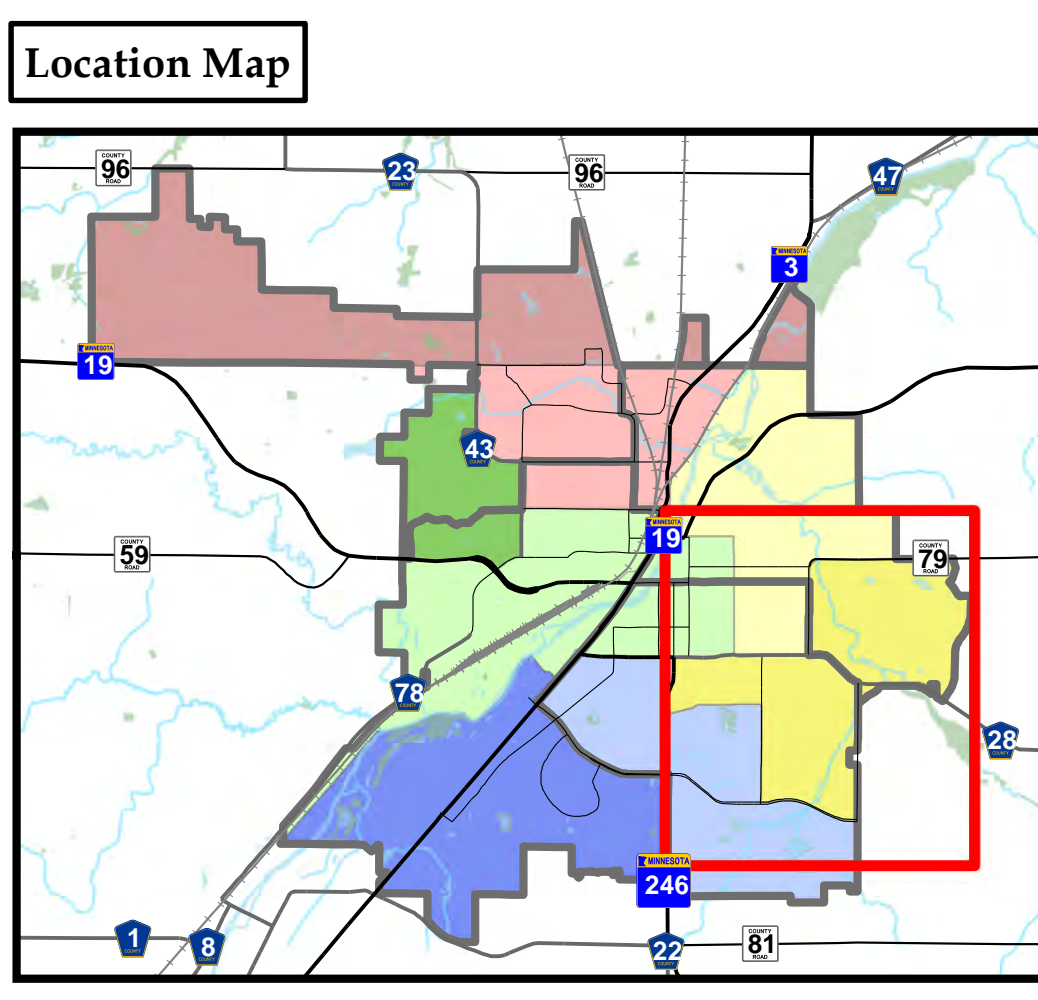 Location Map
COUNTY
96
ROAD
23
COUNTY
COUNTY
96
ROAD
47
COUNTY
MINNESOTA
3
MINNESOTA
19
43
COUNTY
MINNESOTA
19
COUNTY
59
ROAD
COUNTY
79
ROAD
78
COUNTY
28
COUNTY
MINNESOTA
246
1
COUNTY
8
COUNTY
22
COUNTY
COUNTY
81
ROAD